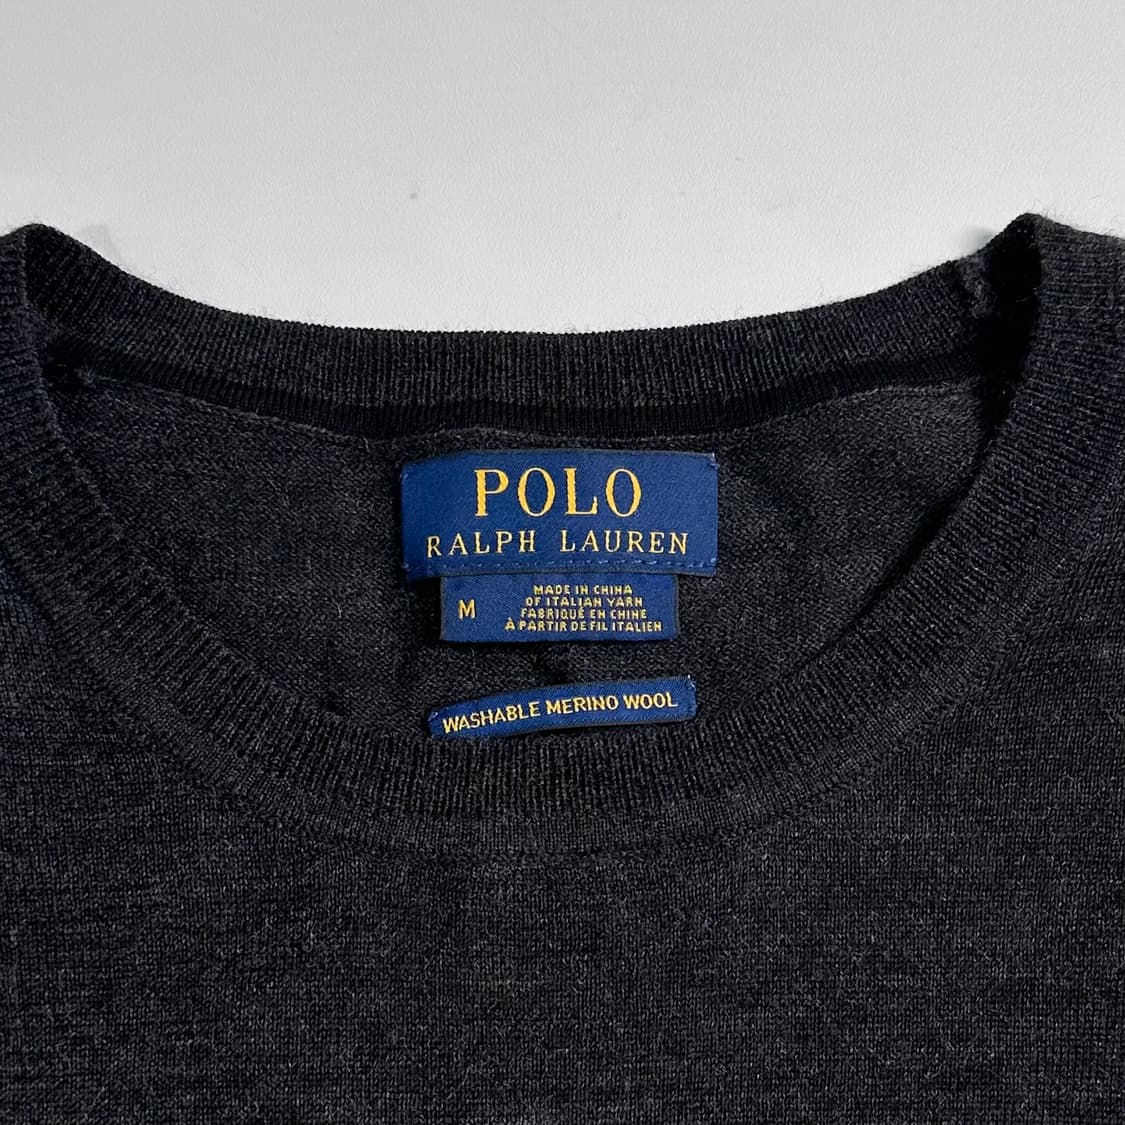 POLO
RALPH LAUREN
M
MADE IN CHINA
OF ITALIAN YARN
FABRIQUÉ EN CHINE
À PARTIR DE FIL ITALIEN
WASHABLE MERINO WOOL